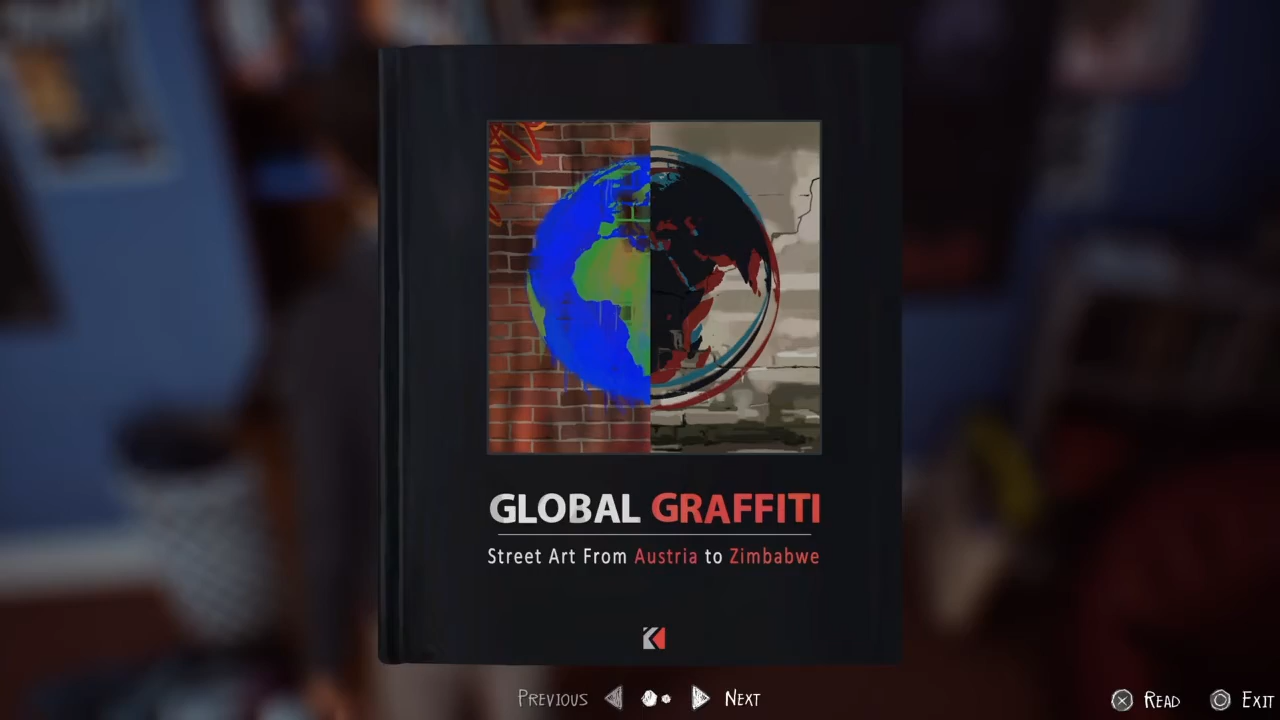 GLOBAL GRAFFITI
Street Art From Austria to Zimbabwe
PREVIOUS NEXT
READ EXIT